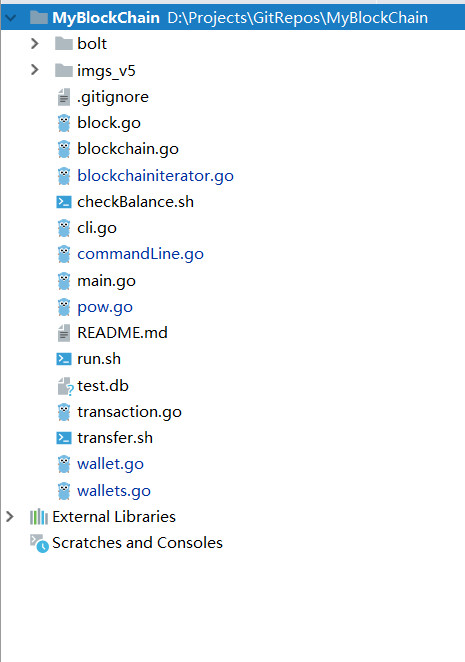 MyBlockChain D:\Projects\GitRepos\MyBlockChain
bolt
imgs_v5
.gitignore
block.go
blockchain.go
blockchainiterator.go
checkBalance.sh
cli.go
commandLine.go
main.go
pow.go
README.md
run.sh
test.db
transaction.go
transfer.sh
wallet.go
wallets.go
External Libraries
Scratches and Consoles